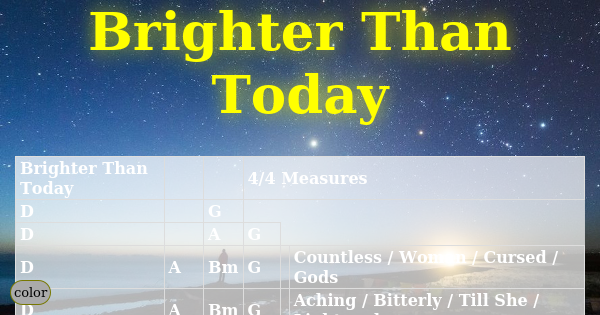 Brighter Than
Today
Brighter Than
Today
4/4 Measures
D G
D A G
D A Bm G Countless / Woman / Cursed /
Gods
color
D A Bm G Aching / Bitterly / Till She /